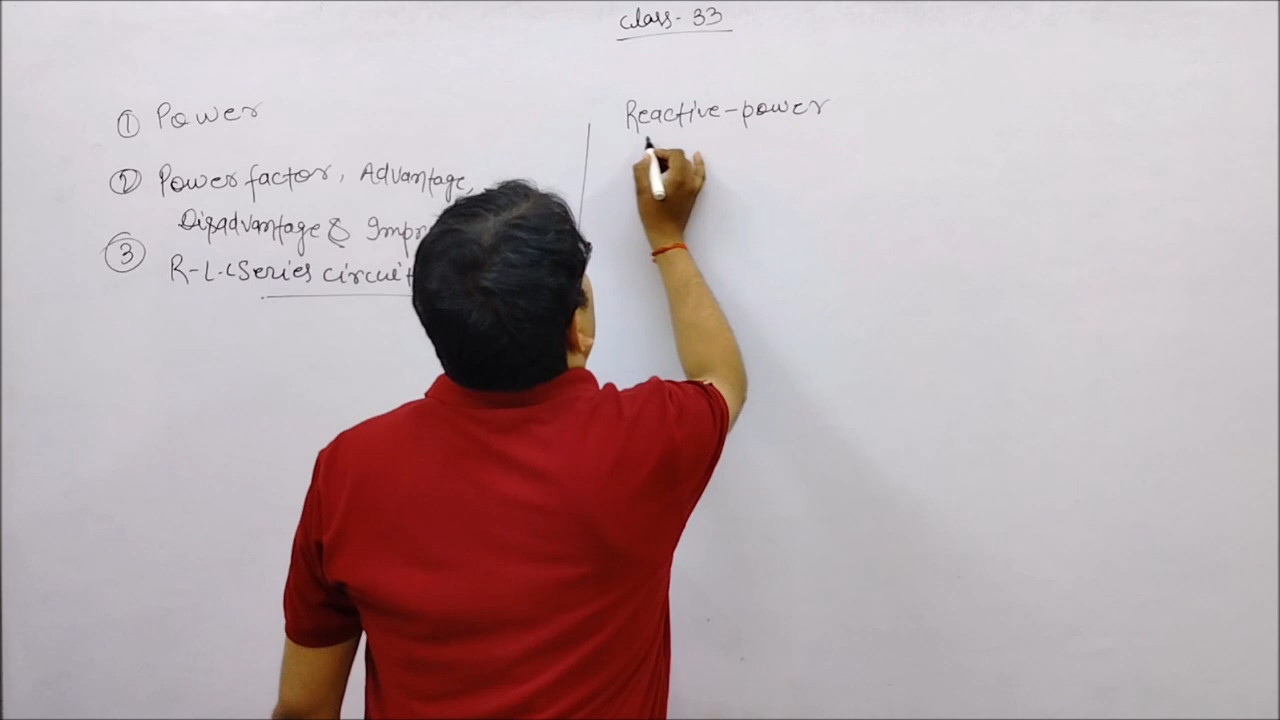 Class - 33
① Power
② Power factor, Advantage,
Disadvantage &
③ R-L-C Series circuit
Reactive-power